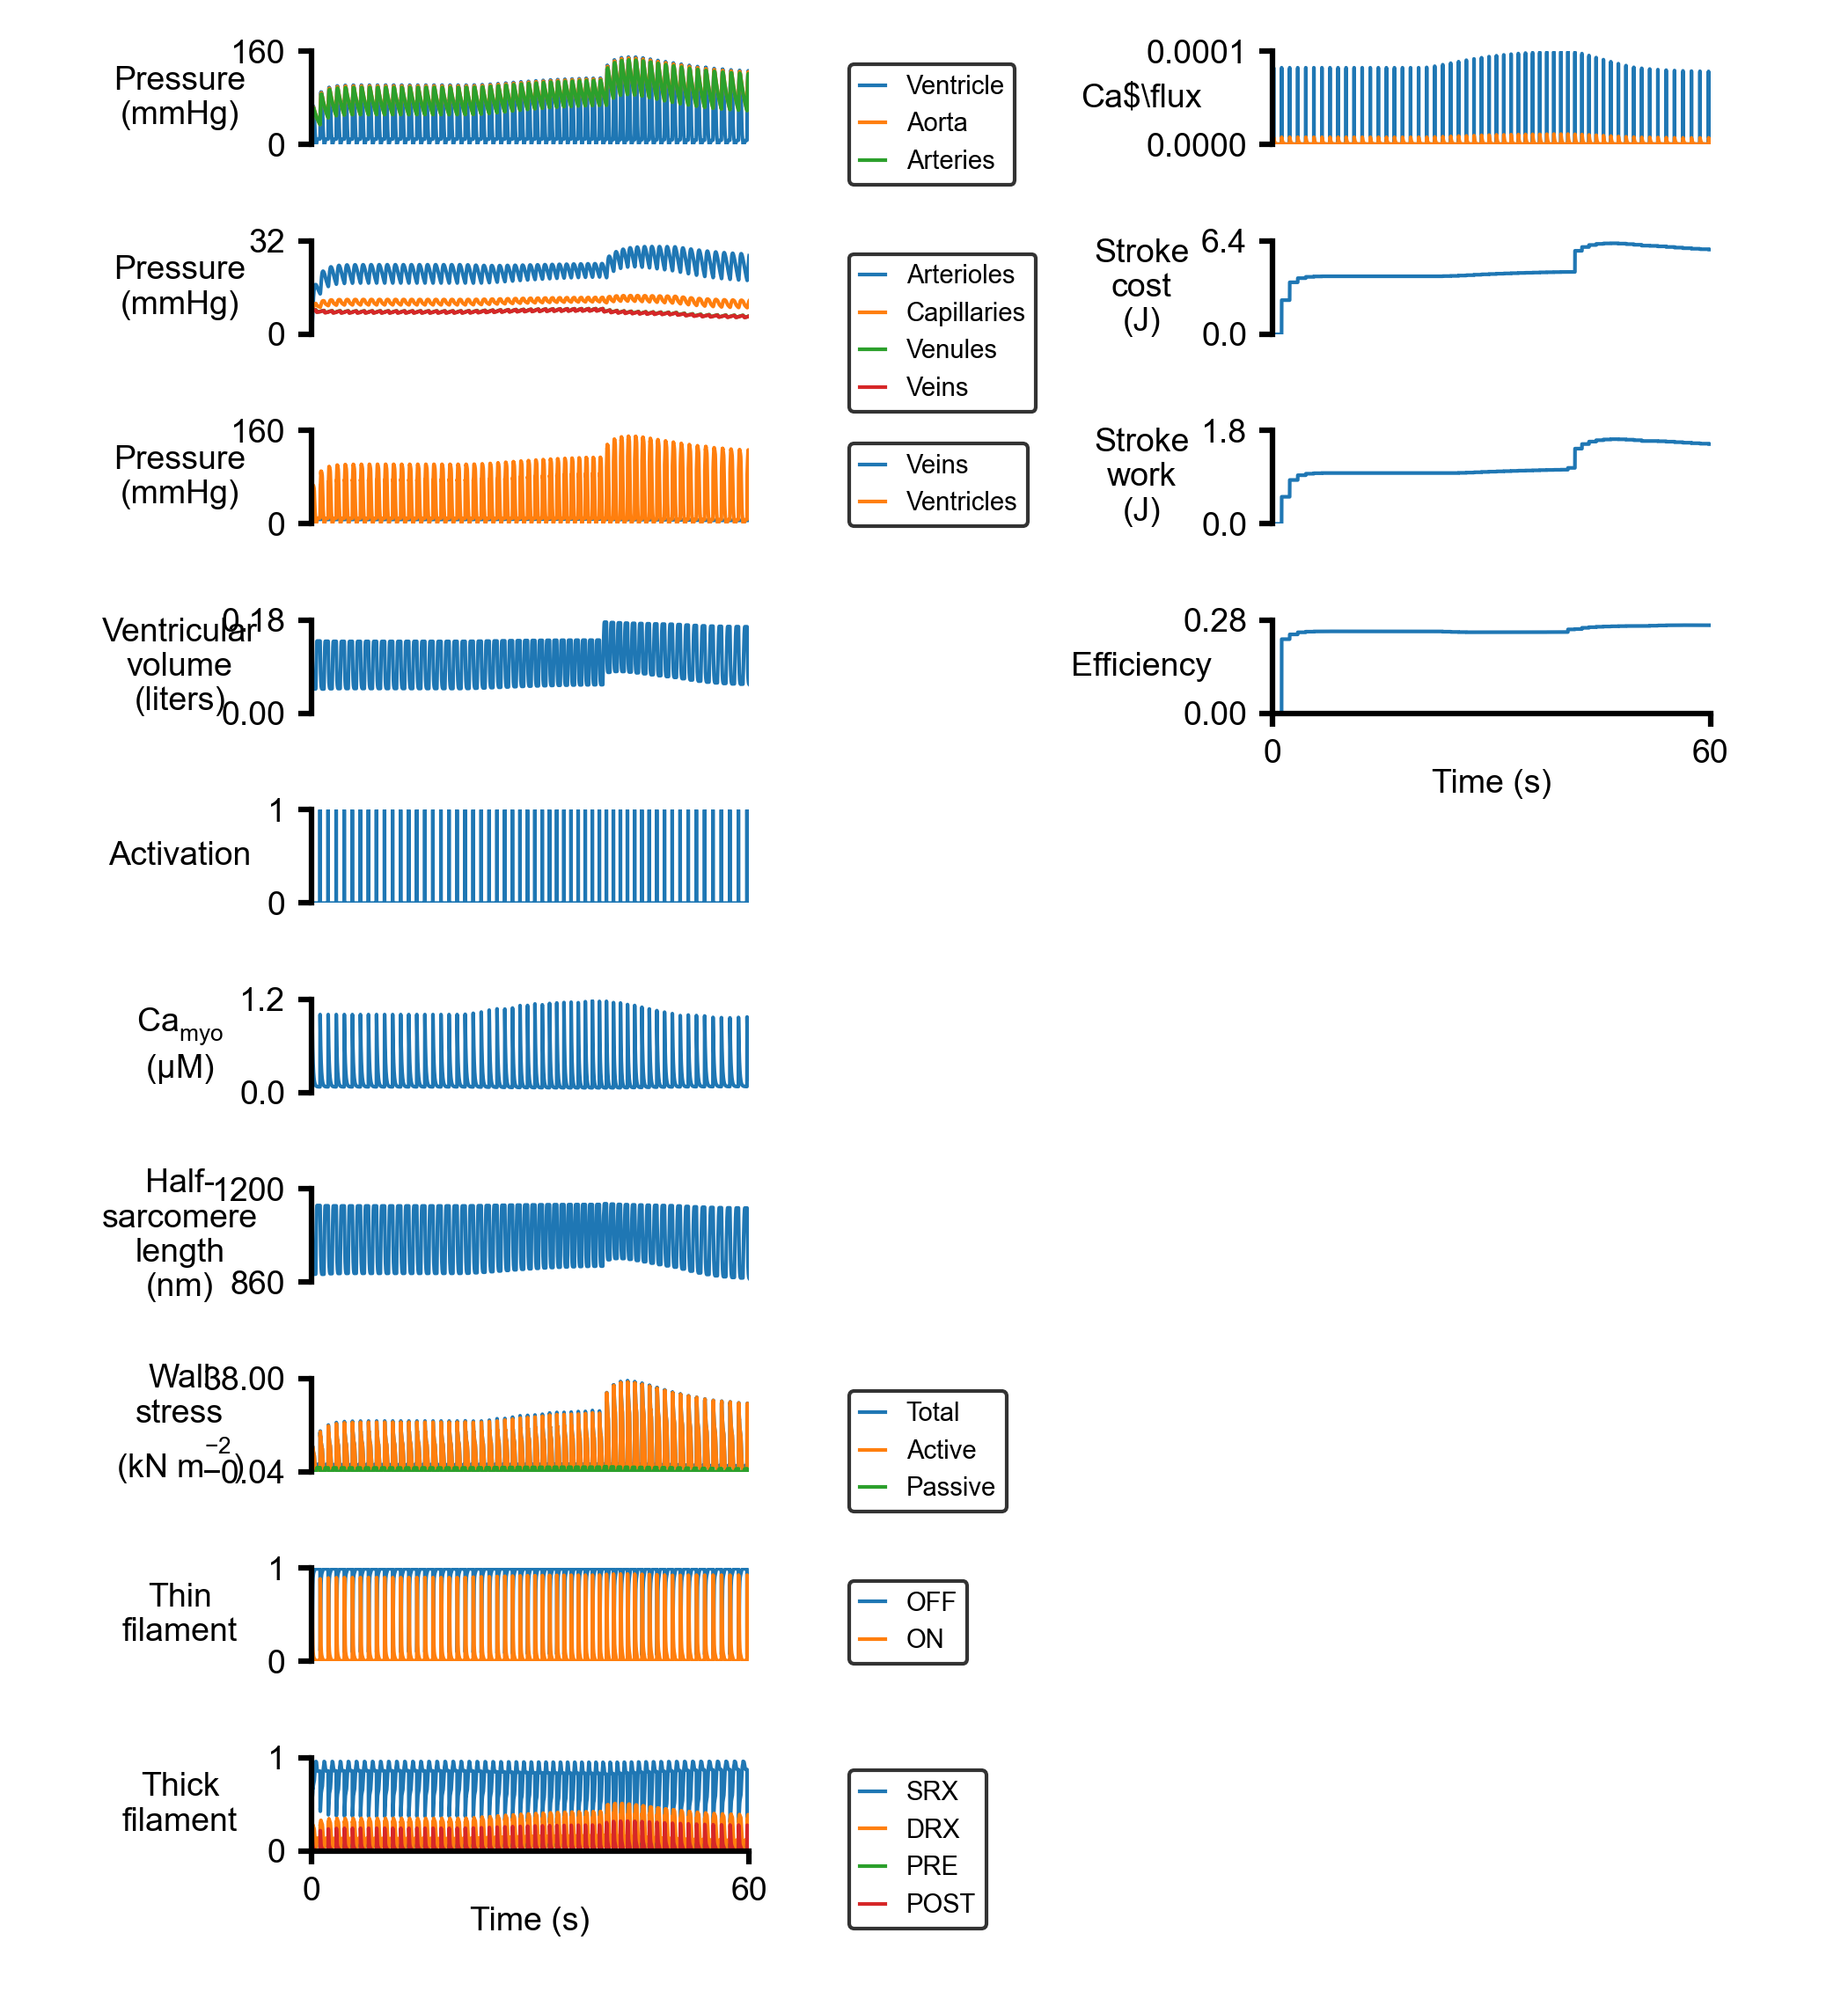 160
Pressure
(mmHg)
0
Ventricle
Aorta
Arteries
32
Pressure
(mmHg)
0
Arterioles
Capillaries
Venules
Veins
160
Pressure
(mmHg)
0
Veins
Ventricles
0.18
Ventricular
volume
(liters)
0.00
1
Activation
0
1.2
Ca_myo
(µM)
0.0
1200
Half-
sarcomere
length
(nm)
860
38.00
Wall
stress
(kN m⁻²)
−0.04
Total
Active
Passive
1
Thin
filament
0
OFF
ON
1
Thick
filament
0
0 60
Time (s)
SRX
DRX
PRE
POST
0.0001
Ca$\flux
0.0000
6.4
Stroke
cost
(J)
0.0
1.8
Stroke
work
(J)
0.0
0.28
Efficiency
0.00
0 60
Time (s)